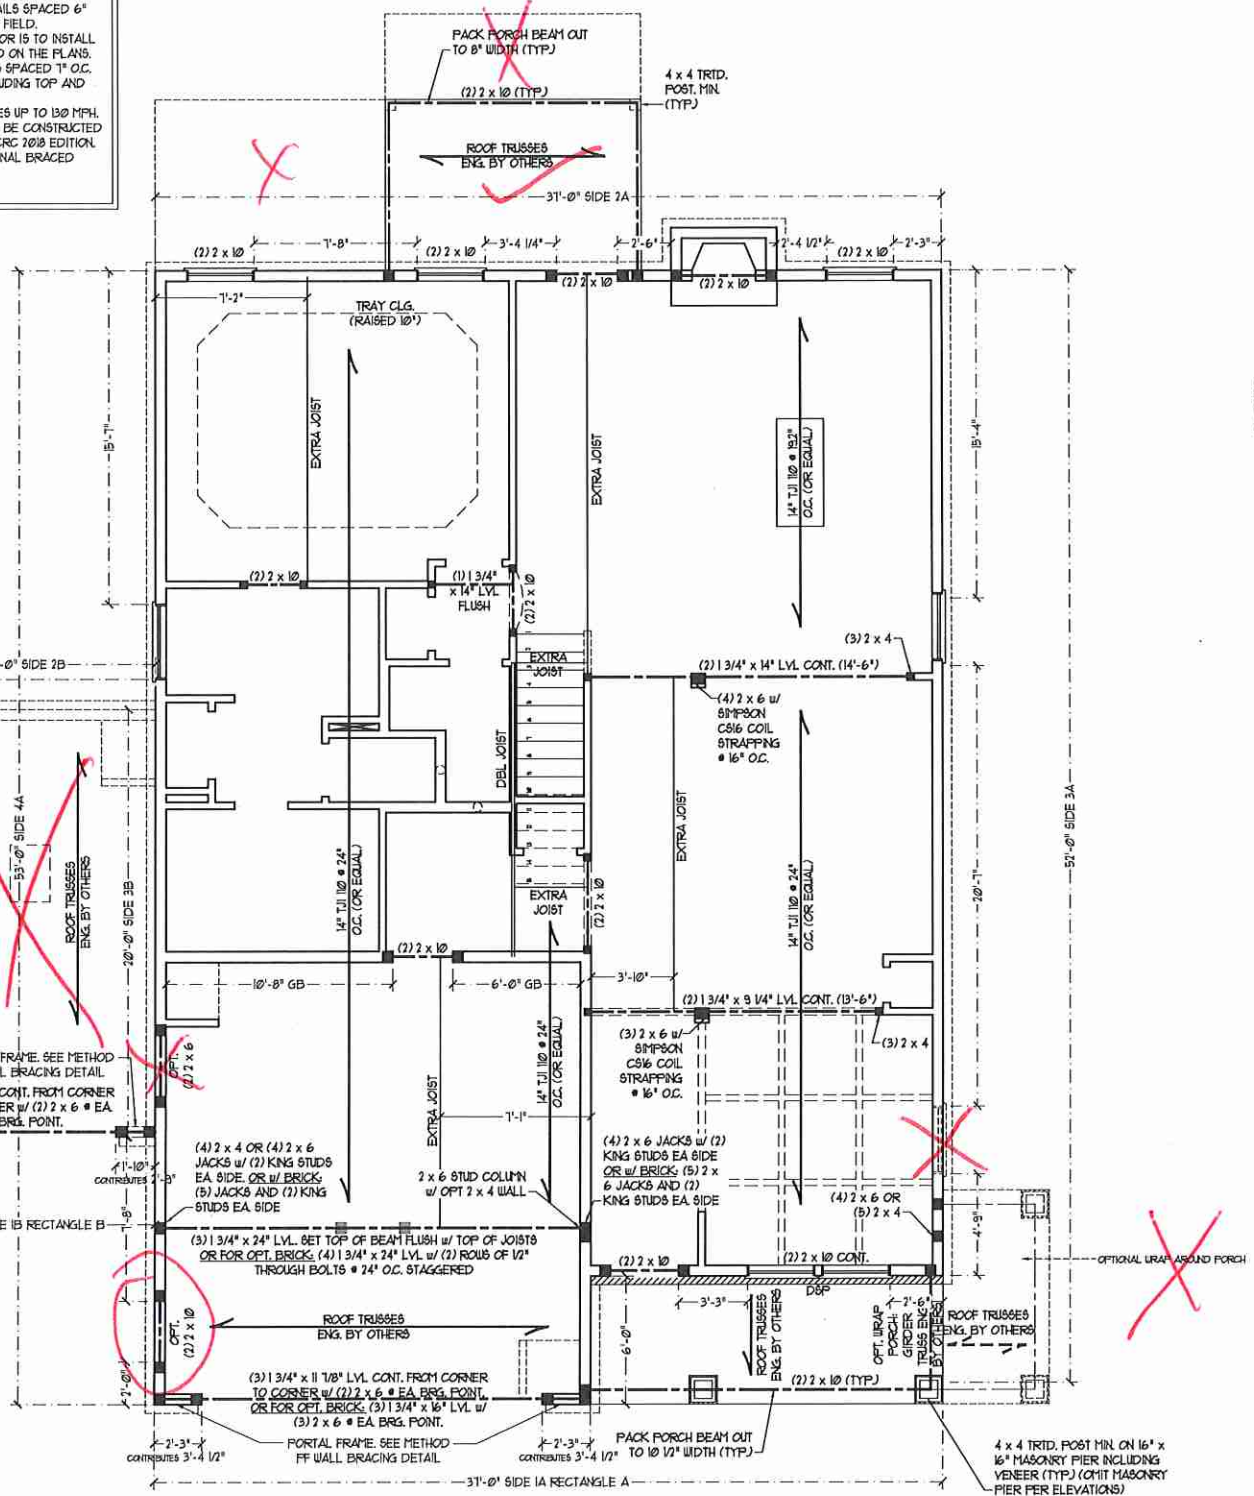 AILS SPACED 6"
FIELD.
OR IS TO INSTALL
D ON THE PLANS.
S SPACED 7" O.C.
UDING TOP AND
ES UP TO 130 MPH.
BE CONSTRUCTED
CRC 2018 EDITION.
NAL BRACED
PACK PORCH BEAM OUT
TO 8" WIDTH (TYP.)
(2) 2 x 10 (TYP.)
4 x 4 TRTD.
POST. MIN.
(TYP.)
ROOF TRUSSES
ENG. BY OTHERS
37'-0" SIDE 2A
(2) 2 x 10
7'-8"
(2) 2 x 10
3'-4 1/4"
2'-6"
2'-4 1/2"
(2) 2 x 10
2'-3"
(2) 2 x 10
(2) 2 x 10
7'-2"
TRAY CLG.
(RAISED 10")
EXTRA JOIST
EXTRA JOIST
15'-7"
15'-4"
14" TJI 110 @ 19.2"
O.C. (OR EQUAL)
(2) 2 x 10
(1) 1 3/4"
x 14" LVL
FLUSH
(2) 2 x 10
EXTRA
JOIST
(3) 2 x 4
-0" SIDE 2B
(2) 1 3/4" x 14" LVL CONT. (14'-6")
(4) 2 x 6 w/
SIMPSON
CS16 COIL
STRAPPING
@ 16" O.C.
DBL JOIST
53'-0" SIDE 4A
52'-0" SIDE 3A
ROOF TRUSSES
ENG. BY OTHERS
20'-0" SIDE 3B
14" TJI 110 @ 24"
O.C. (OR EQUAL)
EXTRA JOIST
14" TJI 110 @ 24"
O.C. (OR EQUAL)
20'-7"
EXTRA
JOIST
(2) 2 x 10
(2) 2 x 10
10'-8" GB
6'-0" GB
3'-10"
(2) 1 3/4" x 9 1/4" LVL CONT. (13'-6")
(3) 2 x 6 w/
SIMPSON
CS16 COIL
STRAPPING
@ 16" O.C.
(3) 2 x 4
14" TJI 110 @ 24"
O.C. (OR EQUAL)
EXTRA JOIST
7'-1"
OPT.
(2) 2 x 6
FRAME. SEE METHOD
L BRACING DETAIL
CONT. FROM CORNER
ER w/ (2) 2 x 6 @ EA.
BRG. POINT.
1'-10"
CONTRIBUTES 2'-9"
(4) 2 x 4 OR (4) 2 x 6
JACKS w/ (2) KING STUDS
EA SIDE. OR w/ BRICK:
(5) JACKS AND (2) KING
STUDS EA. SIDE
2 x 6 STUD COLUMN
w/ OPT 2 x 4 WALL
(4) 2 x 6 JACKS w/ (2)
KING STUDS EA SIDE
OR w/ BRICK: (5) 2 x
6 JACKS AND (2)
KING STUDS EA. SIDE
(4) 2 x 6 OR
(5) 2 x 4
4'-9"
7'-8"
E 1B RECTANGLE B
(3) 1 3/4" x 24" LVL. SET TOP OF BEAM FLUSH w/ TOP OF JOISTS
OR FOR OPT. BRICK: (4) 1 3/4" x 24" LVL w/ (2) ROWS OF 1/2"
THROUGH BOLTS @ 24" O.C. STAGGERED
(2) 2 x 10
(2) 2 x 10 CONT.
DSP
OPTIONAL WRAP AROUND PORCH
3'-3"
2'-6"
OPT.
(2) 2 x 10
ROOF TRUSSES
ENG. BY OTHERS
6'-0"
ROOF TRUSSES
ENG. BY OTHERS
OPT. WRAP
PORCH:
GIRDER
TRUSS ENG.
BY OTHERS
ROOF TRUSSES
ENG. BY OTHERS
2'-0"
(3) 1 3/4" x 11 7/8" LVL CONT. FROM CORNER
TO CORNER w/ (2) 2 x 6 @ EA. BRG. POINT.
OR FOR OPT. BRICK: (3) 1 3/4" x 16" LVL w/
(3) 2 x 6 @ EA. BRG. POINT.
(2) 2 x 10 (TYP.)
2'-3"
CONTRIBUTES 3'-4 1/2"
PORTAL FRAME. SEE METHOD
PF WALL BRACING DETAIL
2'-3"
CONTRIBUTES 3'-4 1/2"
PACK PORCH BEAM OUT
TO 10 1/2" WIDTH (TYP.)
4 x 4 TRTD. POST MIN. ON 16" x
16" MASONRY PIER INCLUDING
VENEER (TYP.) (OMIT MASONRY
PIER PER ELEVATIONS)
37'-0" SIDE 1A RECTANGLE A